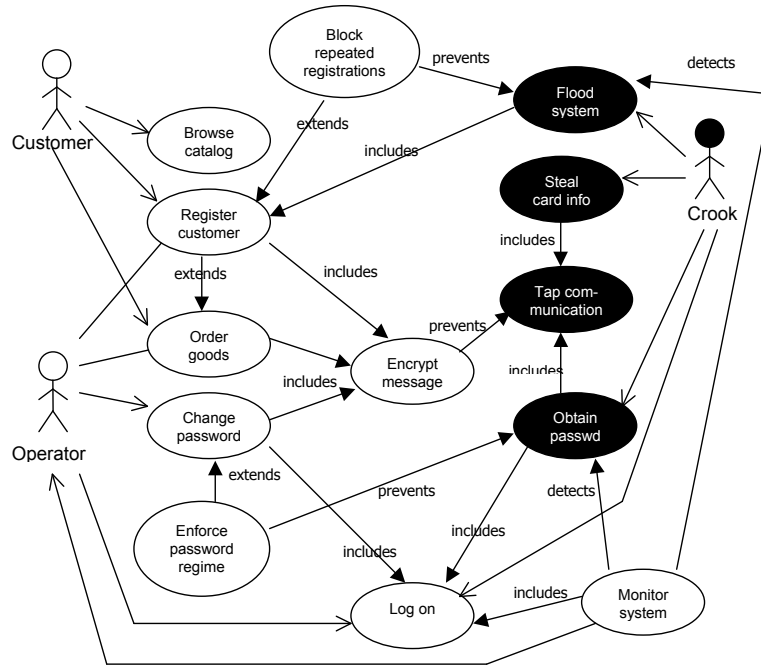 Block
repeated
registrations
prevents
detects
Flood
system
Customer
Browse
catalog
extends
includes
Steal
card info
Crook
Register
customer
includes
extends
includes
Tap com-
munication
prevents
Order
goods
Encrypt
message
includes
includes
Change
password
Obtain
passwd
Operator
extends
prevents
detects
Enforce
password
regime
includes
includes
includes
Log on
Monitor
system